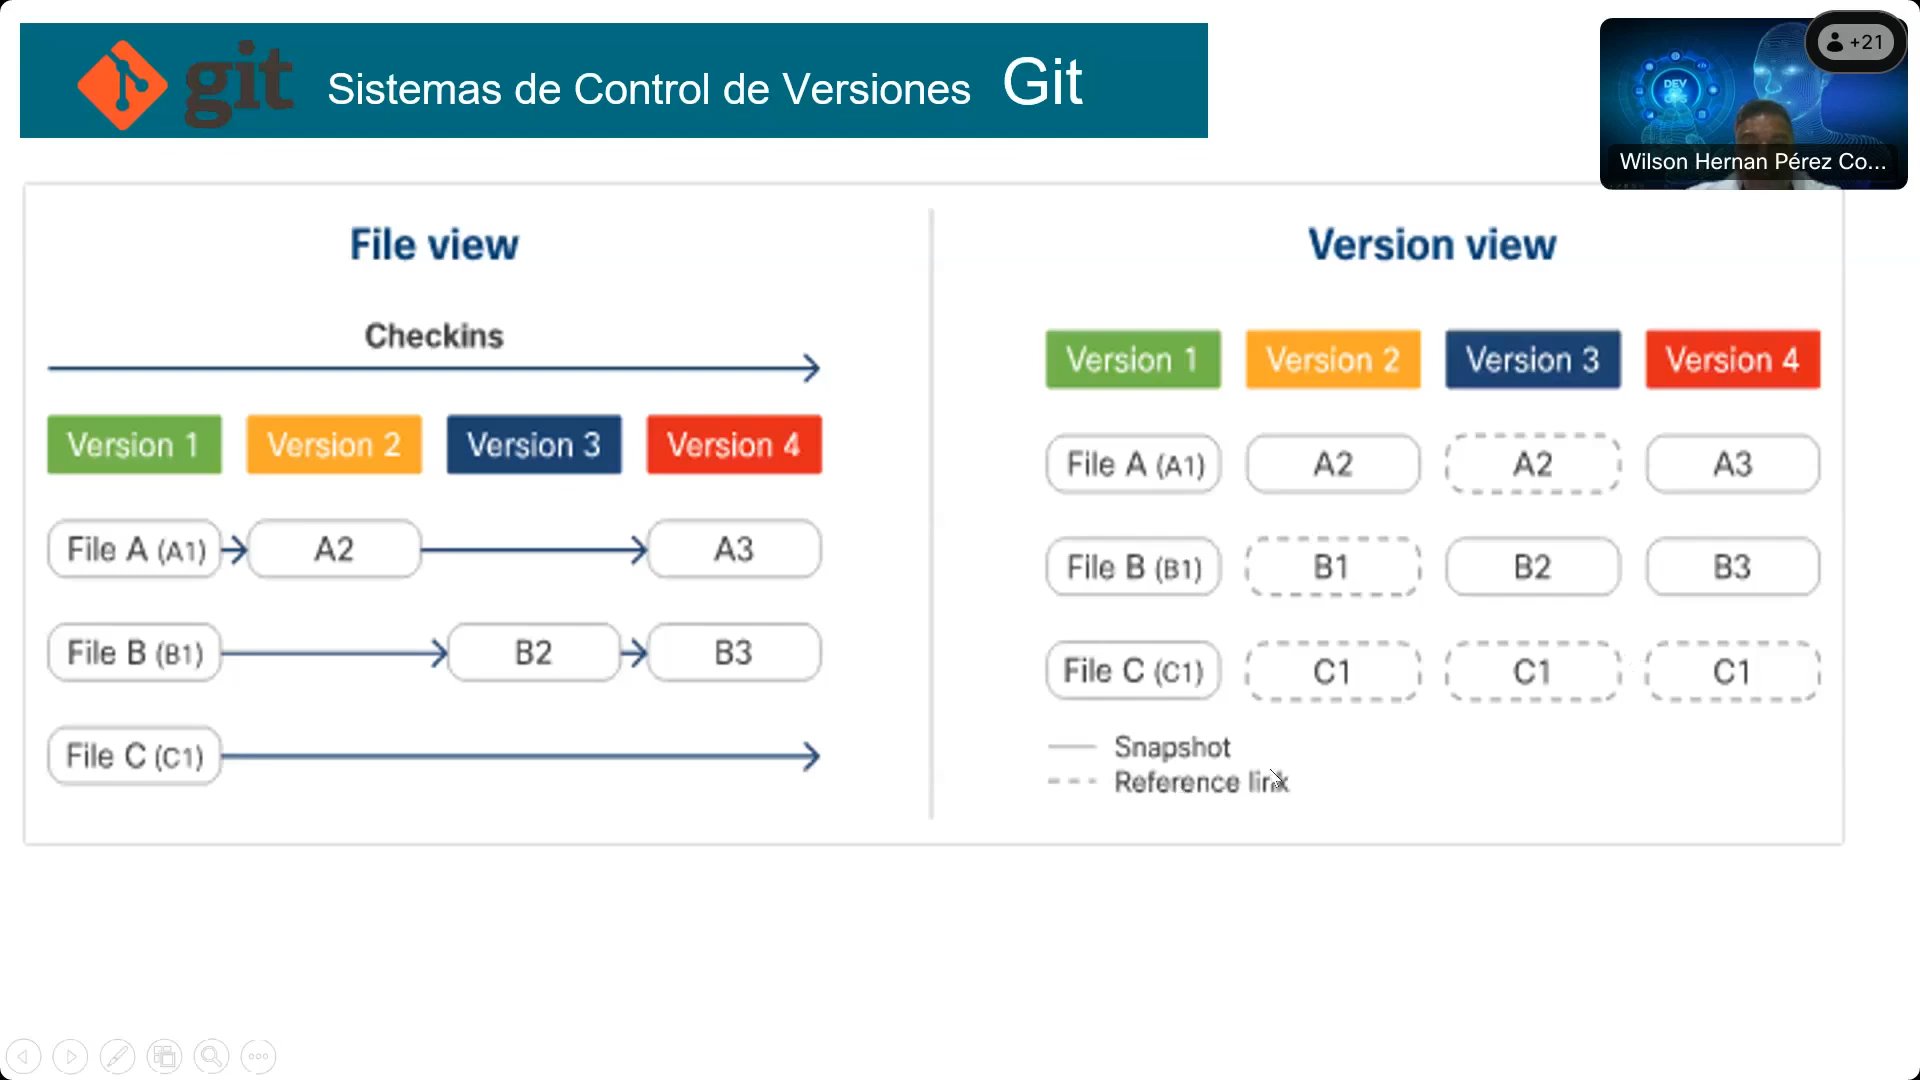 git Sistemas de Control de Versiones Git
+21
DEV
OPS
Wilson Hernan Pérez Co...
File view
Checkins
Version 1 Version 2 Version 3 Version 4
File A (A1) A2 A3
File B (B1) B2 B3
File C (C1)
Version view
Version 1 Version 2 Version 3 Version 4
File A (A1) A2 A2 A3
File B (B1) B1 B2 B3
File C (C1) C1 C1 C1
Snapshot
Reference link